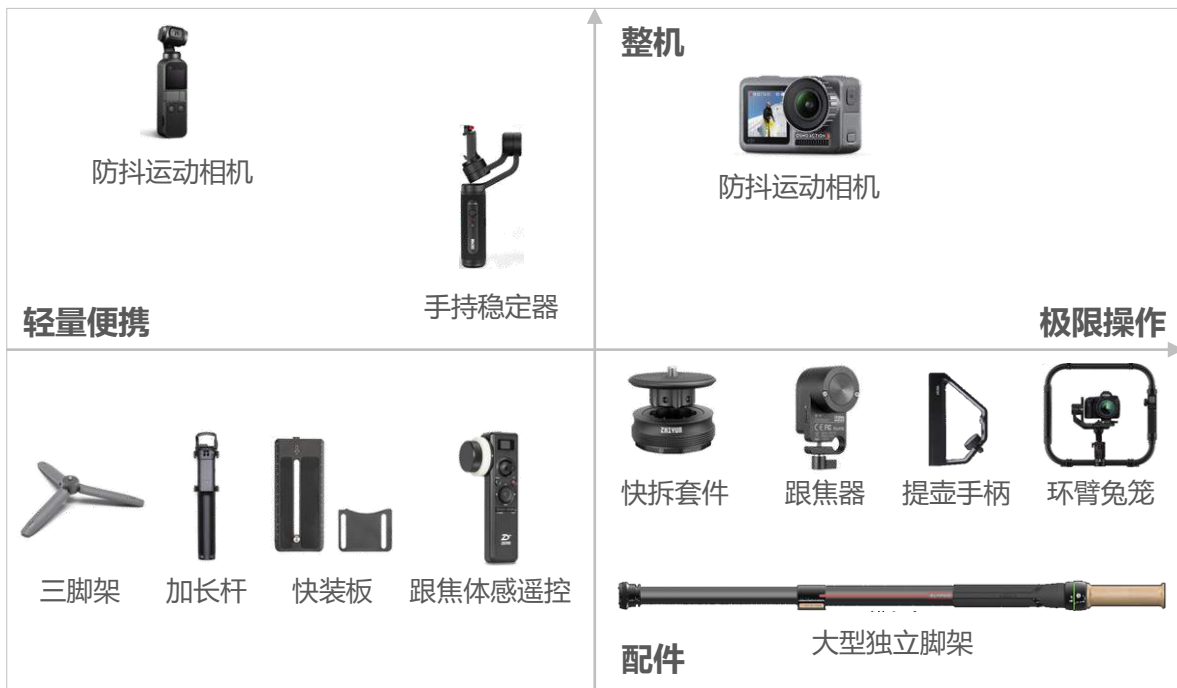 整机
防抖运动相机
OSMO ACTION
防抖运动相机
手持稳定器
轻量便携
极限操作
ZHIYUN
快拆套件
跟焦器
提壶手柄
环臂兔笼
三脚架
加长杆
快装板
跟焦体感遥控
大型独立脚架
配件